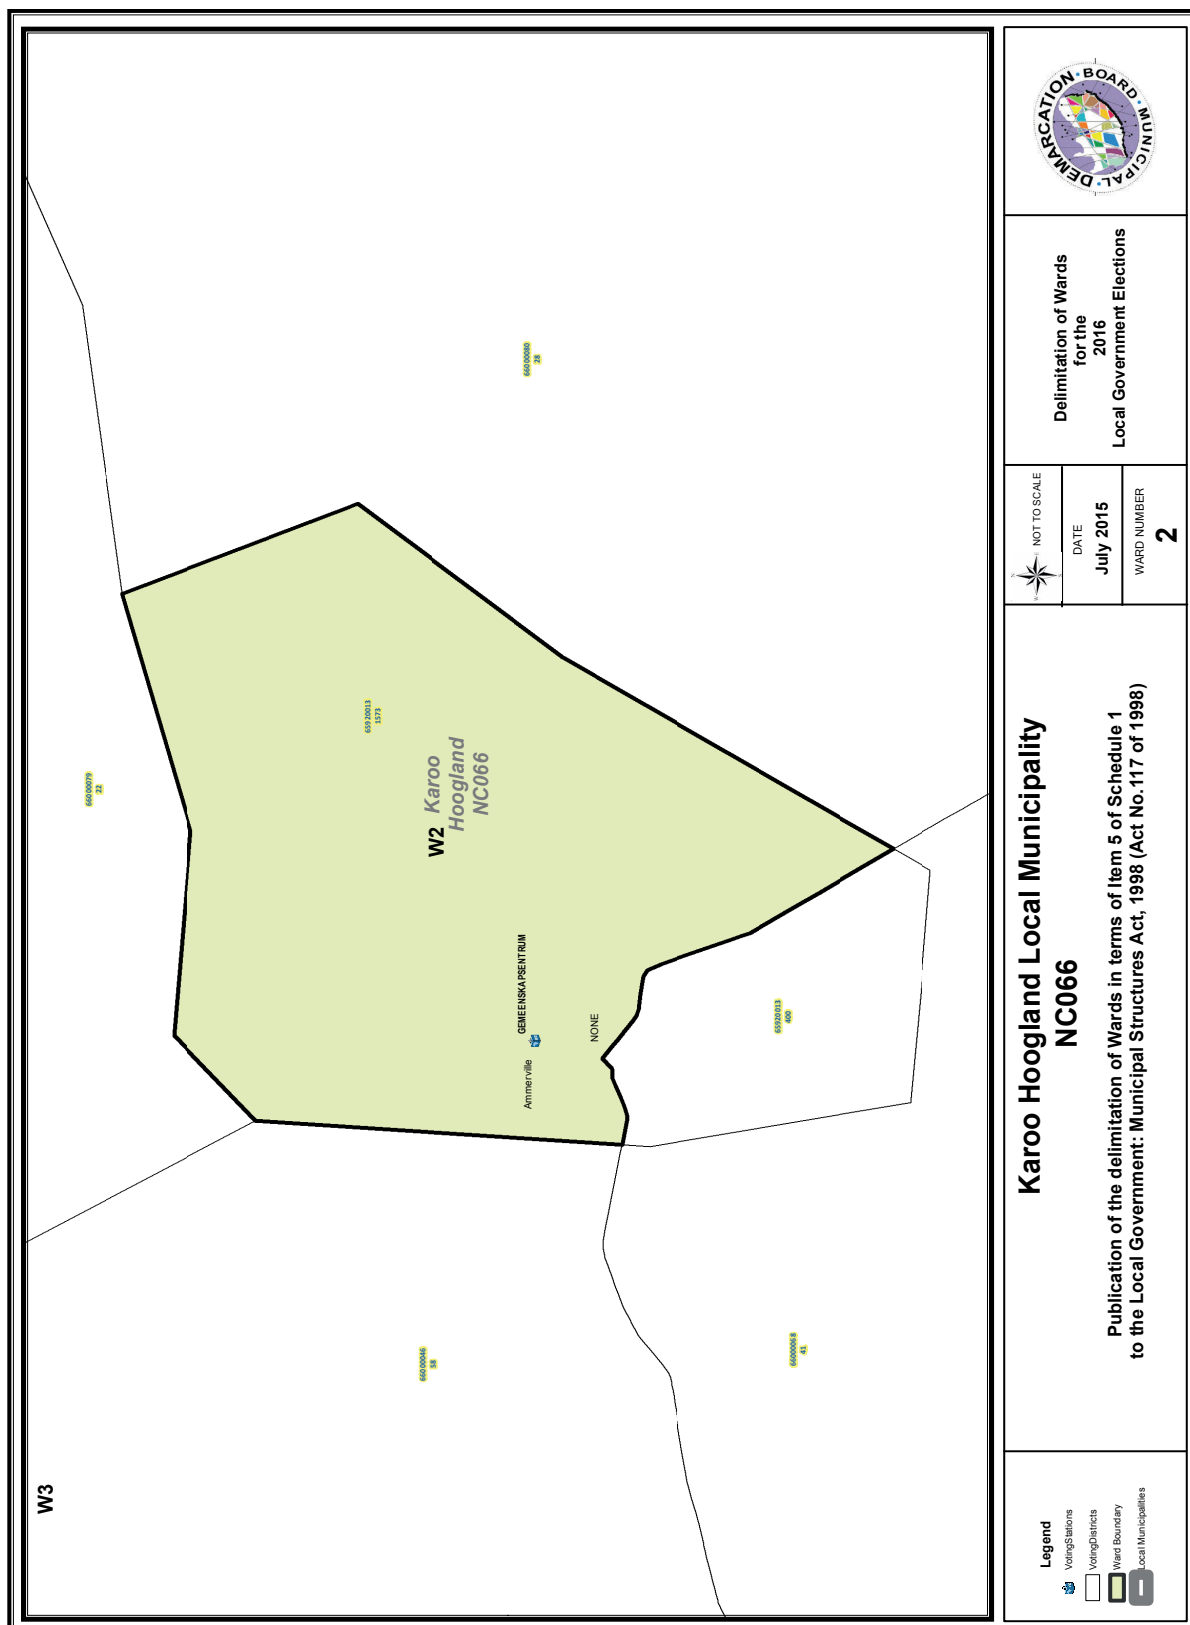 W3
66000079
22
66000080
28
65920013
1573
W2
Karoo
Hoogland
NC066
GEMEENSKAPSENTRUM
Ammerville
NONE
65920013
400
66000046
58
66000068
41
Legend
VotingStations
VotingDistricts
Ward Boundary
Local Municipalities
Karoo Hoogland Local Municipality
NC066
Publication of the delimitation of Wards in terms of Item 5 of Schedule 1
to the Local Government: Municipal Structures Act, 1998 (Act No.117 of 1998)
NOT TO SCALE
DATE
July 2015
WARD NUMBER
2
Delimitation of Wards
for the
2016
Local Government Elections
MUNICIPAL DEMARCATION BOARD